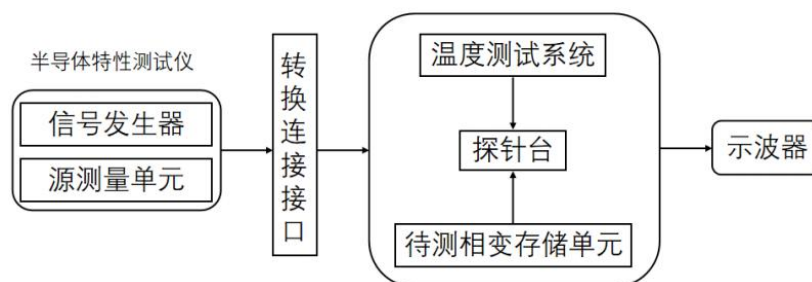 半导体特性测试仪
信号发生器
源测量单元
转换连接接口
温度测试系统
探针台
待测相变存储单元
示波器